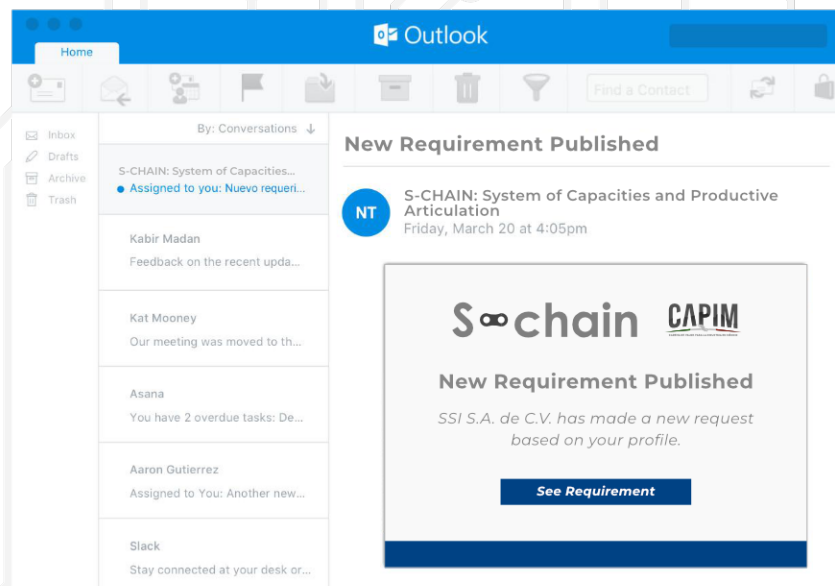 Outlook
Home
Find a Contact
Inbox
Drafts
Archive
Trash
By: Conversations ↓
S-CHAIN: System of Capacities...
Assigned to you: Nuevo requeri...
Kabir Madan
Feedback on the recent upda...
Kat Mooney
Our meeting was moved to th...
Asana
You have 2 overdue tasks: De...
Aaron Gutierrez
Assigned to You: Another new...
Slack
Stay connected at your desk or...
New Requirement Published
NT
S-CHAIN: System of Capacities and Productive
Articulation
Friday, March 20 at 4:05pm
S-chain
CAPIM
New Requirement Published
SSI S.A. de C.V. has made a new request
based on your profile.
See Requirement